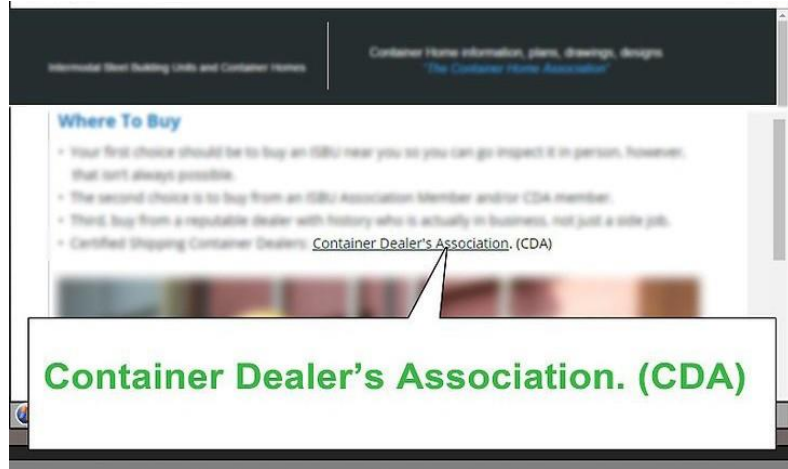 Intermodal Steel Building Units and Container Homes
Container Home information, plans, drawings, designs
"The Container Home Association"
Where To Buy
• Your first choice should be to buy an ISBU near you so you can go inspect it in person, however,
that isn't always possible.
• The second choice is to buy from an ISBU Association Member and/or CDA member.
• Third, buy from a reputable dealer with history who is actually in business, not just a side job.
• Certified Shipping Container Dealers: Container Dealer's Association. (CDA)
Container Dealer’s Association. (CDA)